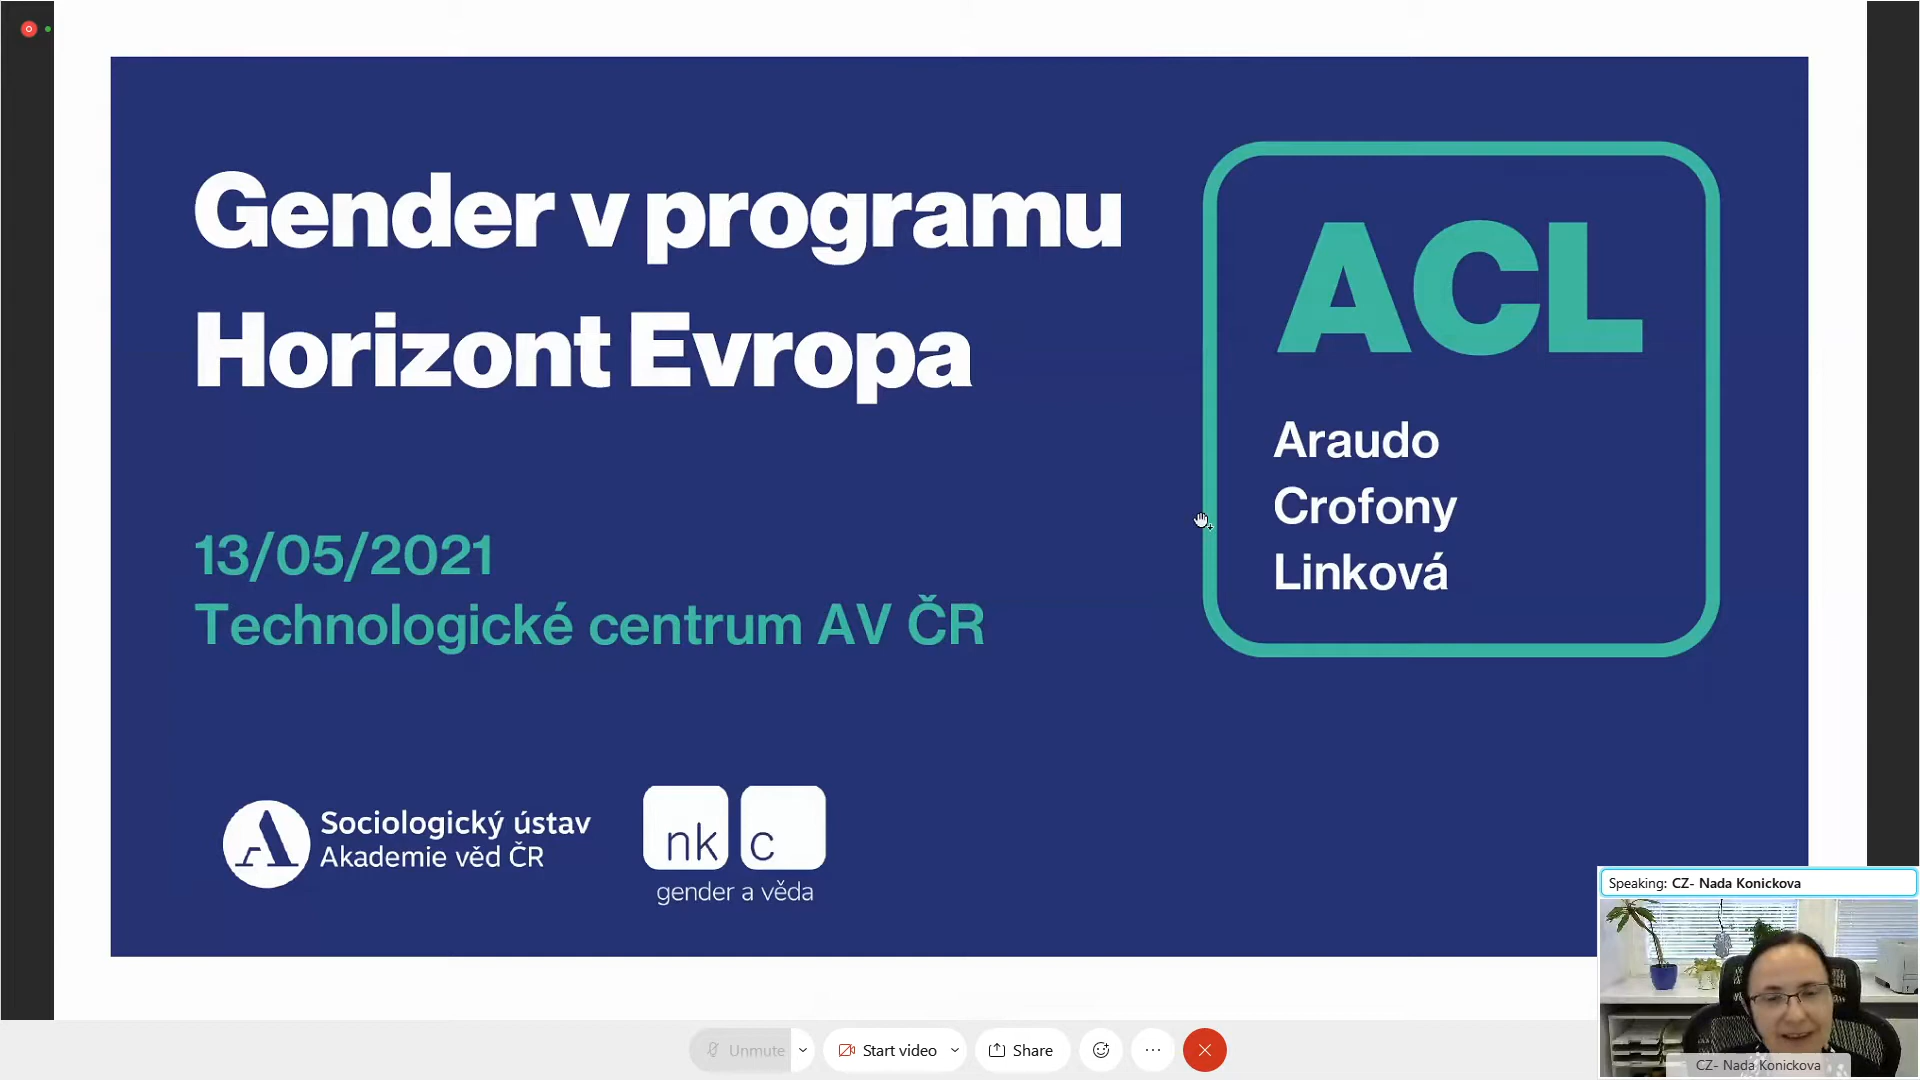 Gender v programu
Horizont Evropa
ACL
Araudo
Crofony
Linková
13/05/2021
Technologické centrum AV ČR
Sociologický ústav
Akademie věd ČR
nk c
gender a věda
Speaking: CZ- Nada Konickova
CZ- Nada Konickova
Unmute
Start video
Share